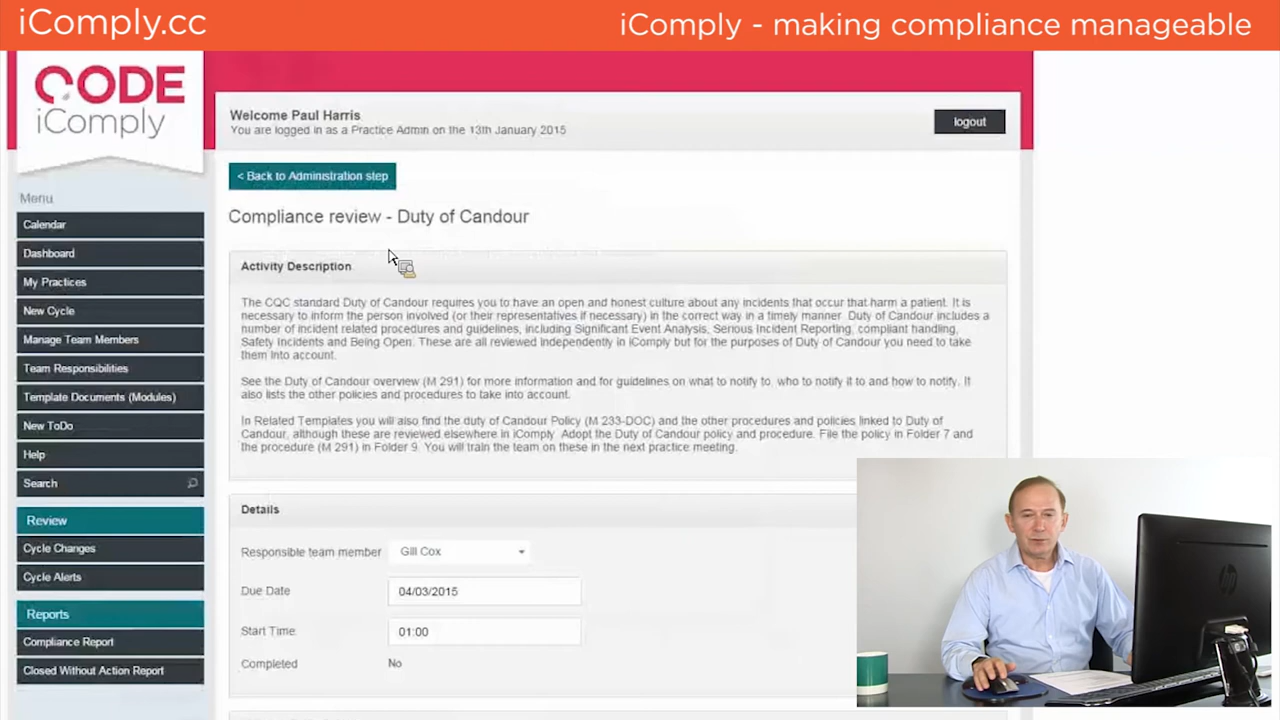 iComply.cc
iComply - making compliance manageable
CODE
iComply
Welcome Paul Harris
You are logged in as a Practice Admin on the 13th January 2015
logout
< Back to Administration step
Compliance review - Duty of Candour
Menu
Calendar
Dashboard
My Practices
New Cycle
Manage Team Members
Team Responsibilities
Template Documents (Modules)
New ToDo
Help
Search
Review
Cycle Changes
Cycle Alerts
Reports
Compliance Report
Closed Without Action Report
Activity Description
The CQC standard Duty of Candour requires you to have an open and honest culture about any incidents that occur that harm a patient. It is
necessary to inform the person involved (or their representatives if necessary) in the correct way in a timely manner. Duty of Candour includes a
number of incident related procedures and guidelines, including Significant Event Analysis, Serious Incident Reporting, compliant handling,
Safety Incidents and Being Open. These are all reviewed independently in iComply but for the purposes of Duty of Candour you need to take
them into account.
See the Duty of Candour overview (M 291) for more information and for guidelines on what to notify to, who to notify it to and how to notify. It
also lists the other policies and procedures to take into account.
In Related Templates you will also find the duty of Candour Policy (M 233-DOC) and the other procedures and policies linked to Duty of
Candour, although these are reviewed elsewhere in iComply. Adopt the Duty of Candour policy and procedure. File the policy in Folder 7 and
the procedure (M 291) in Folder 9. You will train the team on these in the next practice meeting.
Details
Responsible team member
Gill Cox
Due Date
04/03/2015
Start Time:
01:00
Completed
No